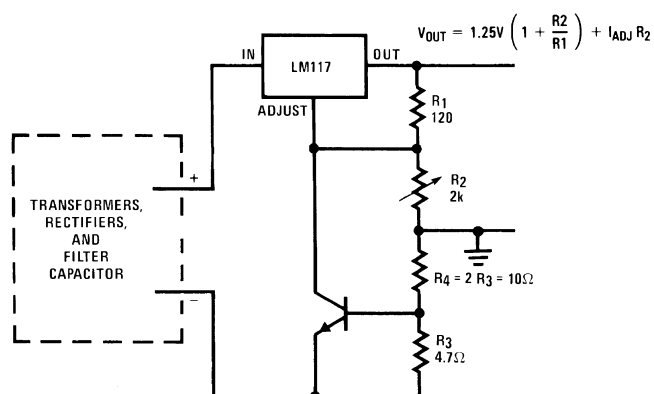 V_OUT = 1.25V (1 + R2/R1) + I_ADJ R2
IN
LM117
OUT
ADJUST
R1
120
R2
2k
+
TRANSFORMERS,
RECTIFIERS,
AND
FILTER
CAPACITOR
−
R4 = 2 R3 = 10Ω
R3
4.7Ω